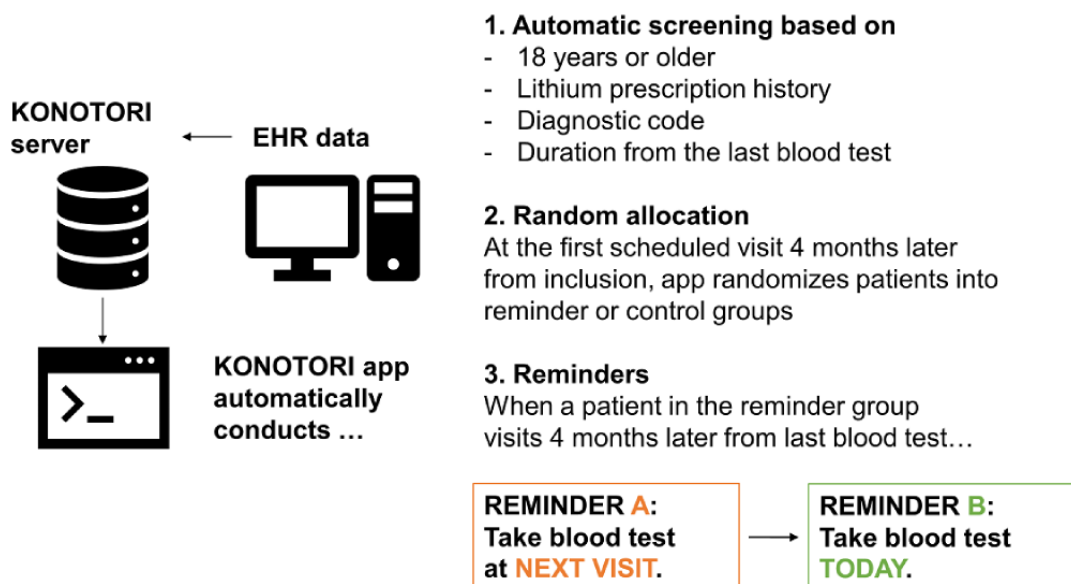 KONOTORI
server
EHR data
>_
KONOTORI app
automatically
conducts …
1. Automatic screening based on
- 18 years or older
- Lithium prescription history
- Diagnostic code
- Duration from the last blood test
2. Random allocation
At the first scheduled visit 4 months later
from inclusion, app randomizes patients into
reminder or control groups
3. Reminders
When a patient in the reminder group
visits 4 months later from last blood test…
REMINDER A:
Take blood test
at NEXT VISIT.
REMINDER B:
Take blood test
TODAY.